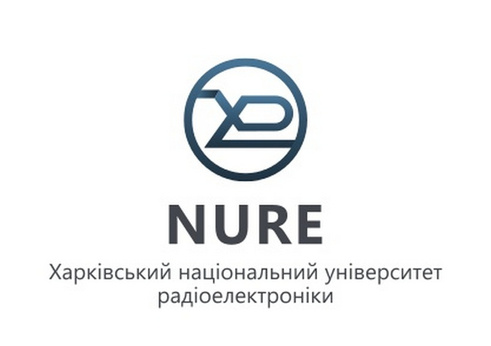 NURE
Харківський національний університет
радіоелектроніки